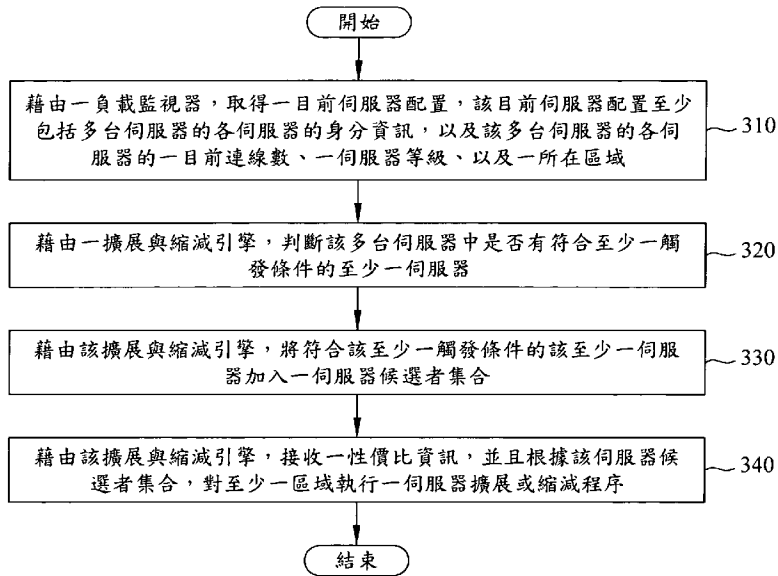 開始
藉由一負載監視器，取得一目前伺服器配置，該目前伺服器配置至少
包括多台伺服器的各伺服器的身分資訊，以及該多台伺服器的各伺
服器的一目前連線數、一伺服器等級、以及一所在區域
310
藉由一擴展與縮減引擎，判斷該多台伺服器中是否有符合至少一觸
發條件的至少一伺服器
320
藉由該擴展與縮減引擎，將符合該至少一觸發條件的該至少一伺服
器加入一伺服器候選者集合
330
藉由該擴展與縮減引擎，接收一性價比資訊，並且根據該伺服器候
選者集合，對至少一區域執行一伺服器擴展或縮減程序
340
結束